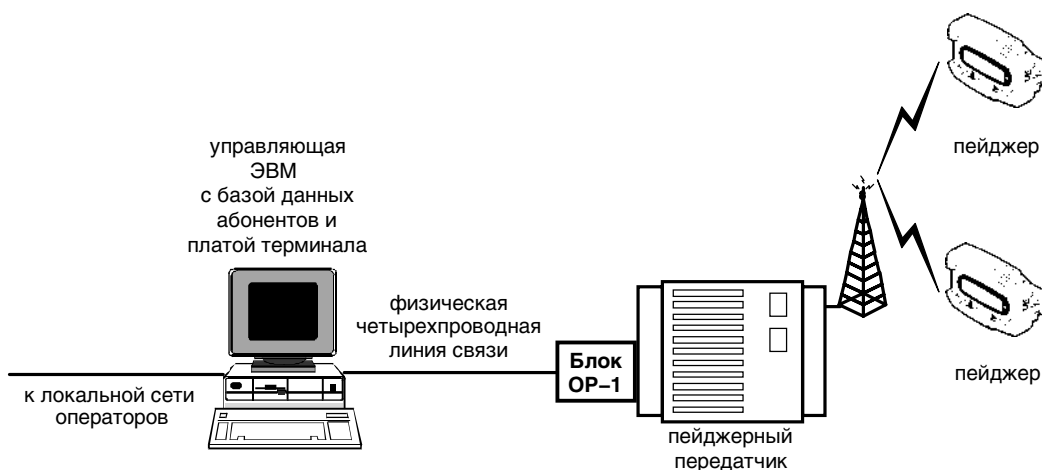 управляющая
ЭВМ
с базой данных
абонентов и
платой терминала
физическая
четырехпроводная
линия связи
к локальной сети
операторов
Блок
ОР–1
пейджерный
передатчик
пейджер
пейджер